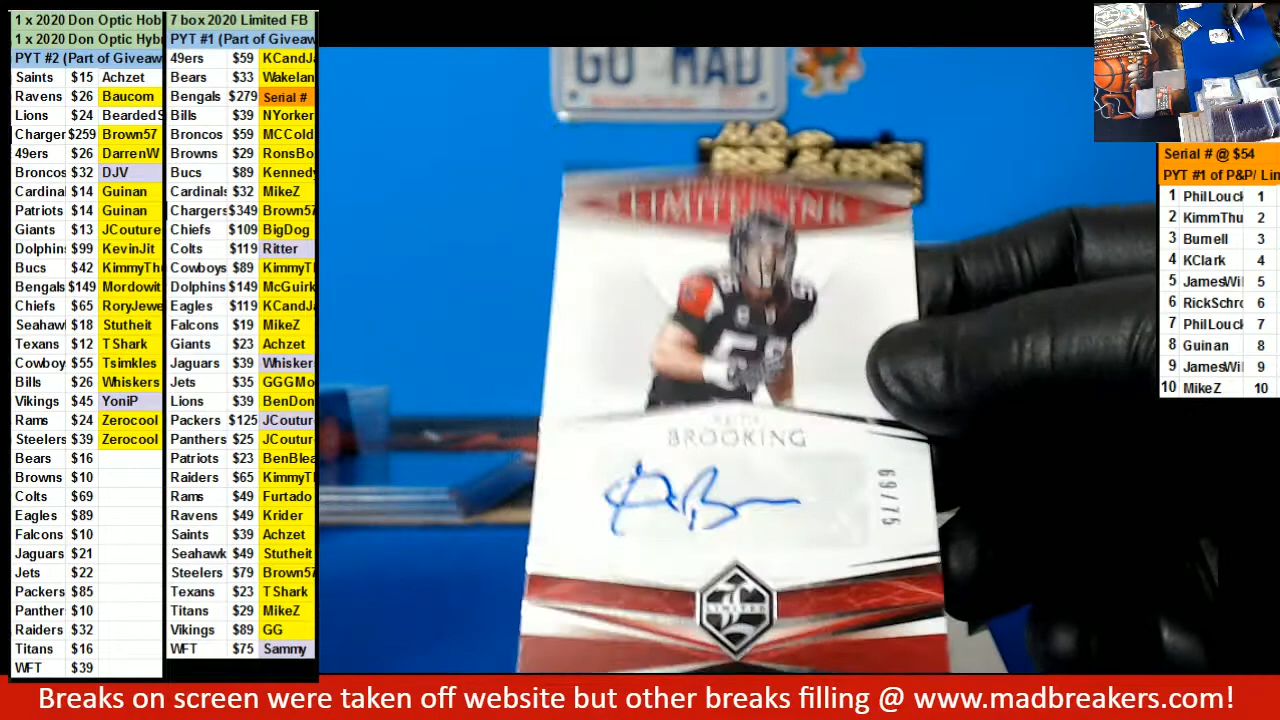 1 x 2020 Don Optic Hob
1 x 2020 Don Optic Hybr
PYT #2 (Part of Giveaw
Saints $15 Achzet
Ravens $26 Baucom
Lions $24 BeardedS
Charger $259 Brown57
49ers $26 DarrenW
Broncos $32 DJV
Cardinal $14 Guinan
Patriots $14 Guinan
Giants $13 JCouture
Dolphins $99 KevinJit
Bucs $42 KimmyTh
Bengals $149 Mordowit
Chiefs $65 RoryJewe
Seahawl $18 Stutheit
Texans $12 T Shark
Cowboy $55 Tsimkles
Bills $26 Whiskers
Vikings $45 YoniP
Rams $24 Zerocool
Steelers $39 Zerocool
Bears $16
Browns $10
Colts $69
Eagles $89
Falcons $10
Jaguars $21
Jets $22
Packers $85
Panther $10
Raiders $32
Titans $16
WFT $39
7 box 2020 Limited FB
PYT #1 (Part of Giveaw
49ers $59 KCandJ
Bears $33 Wakelan
Bengals $279 Serial #
Bills $39 NYorker
Broncos $59 MCCold
Browns $29 RonsBo
Bucs $89 Kennedy
Cardinals $32 MikeZ
Chargers $349 Brown57
Chiefs $109 BigDog
Colts $119 Ritter
Cowboys $89 KimmyTl
Dolphins $149 McGuirk
Eagles $119 KCandJ
Falcons $19 MikeZ
Giants $23 Achzet
Jaguars $39 Whisker
Jets $35 GGGMo
Lions $39 BenDon
Packers $125 JCoutur
Panthers $25 JCoutur
Patriots $23 BenBlea
Raiders $65 KimmyTl
Rams $49 Furtado
Ravens $49 Krider
Saints $39 Achzet
Seahawk $49 Stutheit
Steelers $79 Brown57
Texans $23 T Shark
Titans $29 MikeZ
Vikings $89 GG
WFT $75 Sammy
GO MAD
LIMITED INK
KEITH
BROOKING
69/75
LIMITED
Serial # @ $54
PYT #1 of P&P/ Lim
1 PhilLouck 1
2 KimmThu 2
3 Burnell 3
4 KClark 4
5 JamesWil 5
6 RickSchro 6
7 PhilLouck 7
8 Guinan 8
9 JamesWil 9
10 MikeZ 10
Breaks on screen were taken off website but other breaks filling @ www.madbreakers.com!